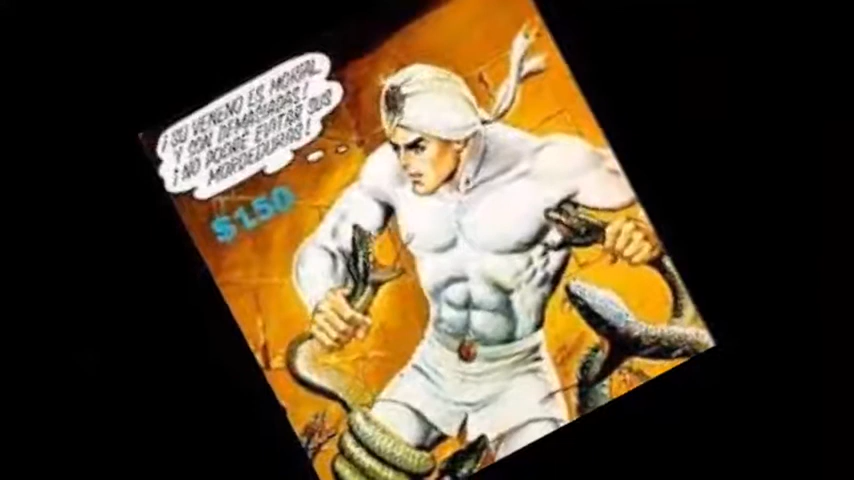 ¡SU VENENO ES MORTAL
Y SON DEMASIADAS!
¡NO PODRÉ EVITAR SUS
MORDEDURAS!
$1.50